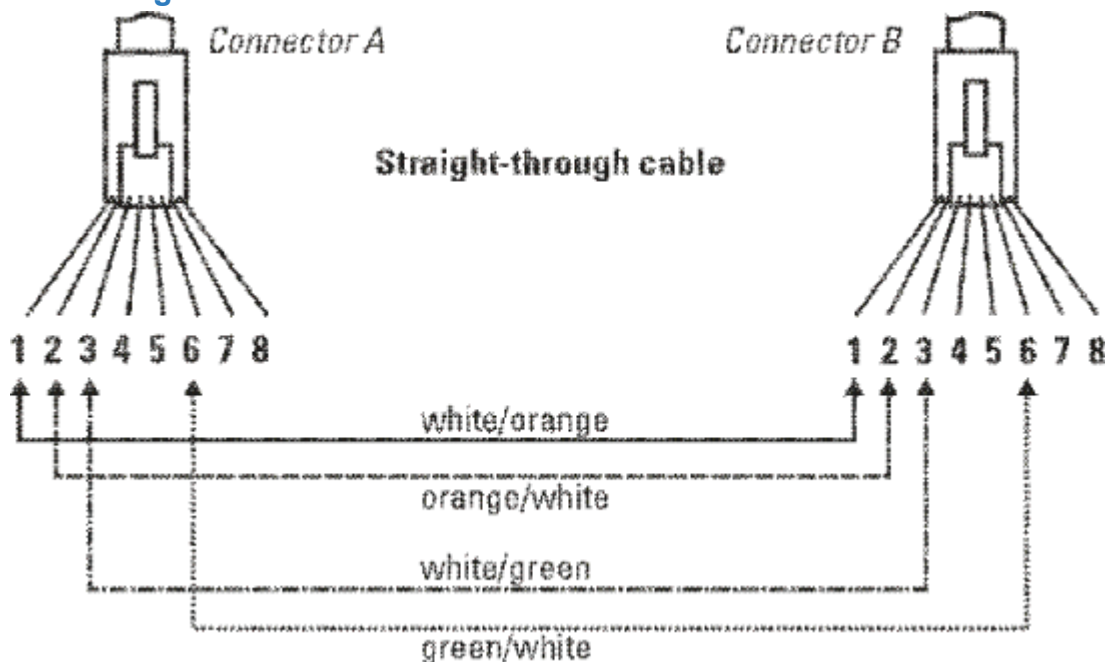 Connector A
Connector B
Straight-through cable
1 2 3 4 5 6 7 8
1 2 3 4 5 6 7 8
white/orange
orange/white
white/green
green/white